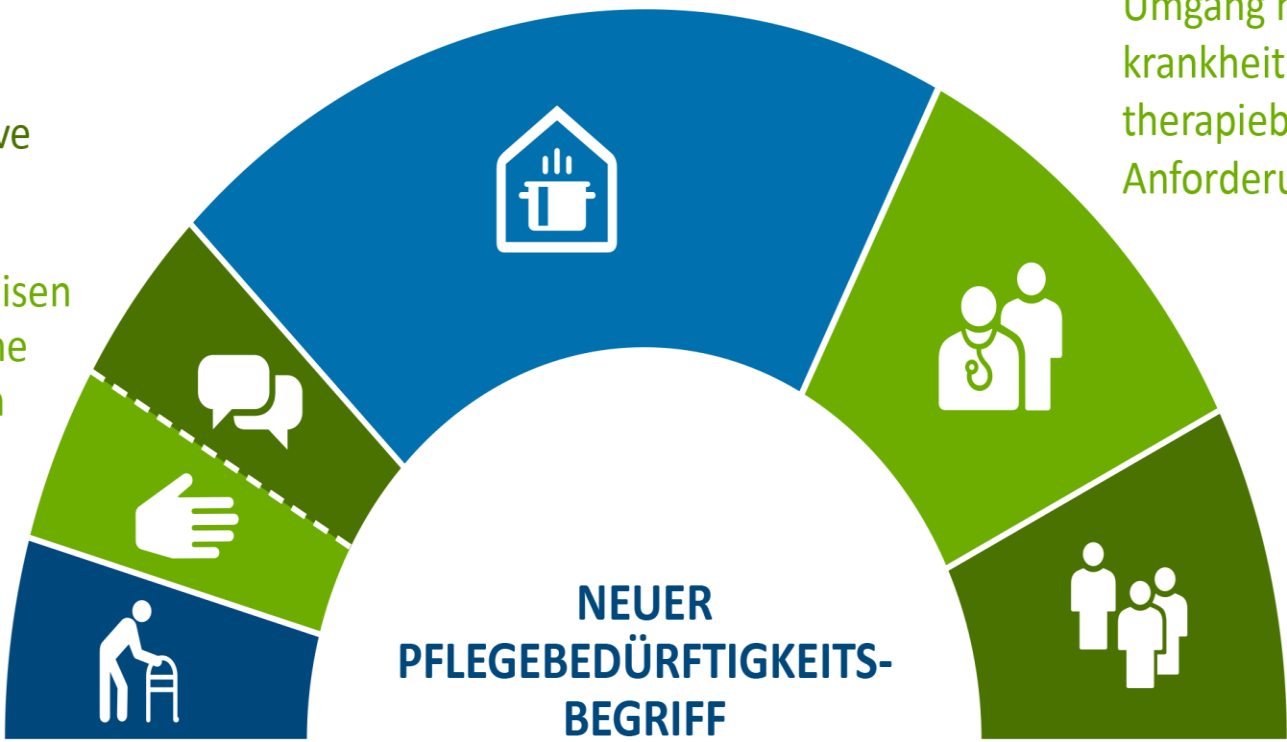 Umgang
krankheit
therapieb
Anforderu
ve
isen
ne
n
NEUER
PFLEGEBEDÜRFTIGKEITS-
BEGRIFF